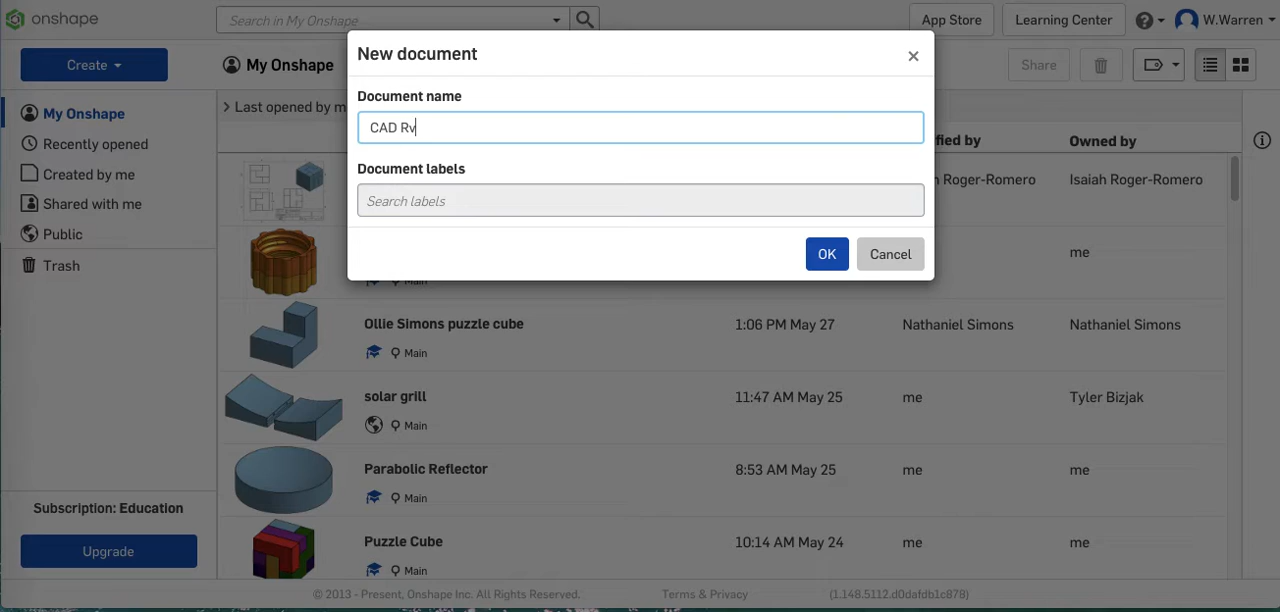 onshape
Search in My Onshape
App Store
Learning Center
W.Warren
Create
My Onshape
Share
New document
×
Document name
CAD Rv
Document labels
Search labels
OK
Cancel
My Onshape
Recently opened
Created by me
Shared with me
Public
Trash
Subscription: Education
Upgrade
Last opened by m
fied by
Owned by
Roger-Romero
Isaiah Roger-Romero
me
Main
Ollie Simons puzzle cube
1:06 PM May 27
Nathaniel Simons
Nathaniel Simons
Main
solar grill
11:47 AM May 25
me
Tyler Bizjak
Main
Parabolic Reflector
8:53 AM May 25
me
me
Main
Puzzle Cube
10:14 AM May 24
me
me
Main
© 2013 - Present, Onshape Inc. All Rights Reserved.
Terms & Privacy
(1.148.5112.d0dafdb1c878)